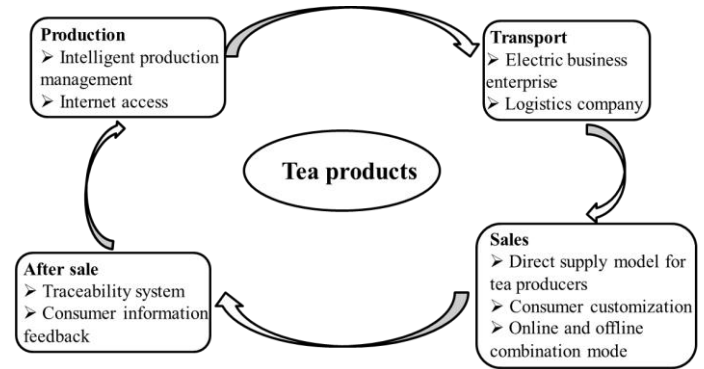 Production
➢ Intelligent production
management
➢ Internet access
Transport
➢ Electric business
enterprise
➢ Logistics company
Tea products
After sale
➢ Traceability system
➢ Consumer information
feedback
Sales
➢ Direct supply model for
tea producers
➢ Consumer customization
➢ Online and offline
combination mode